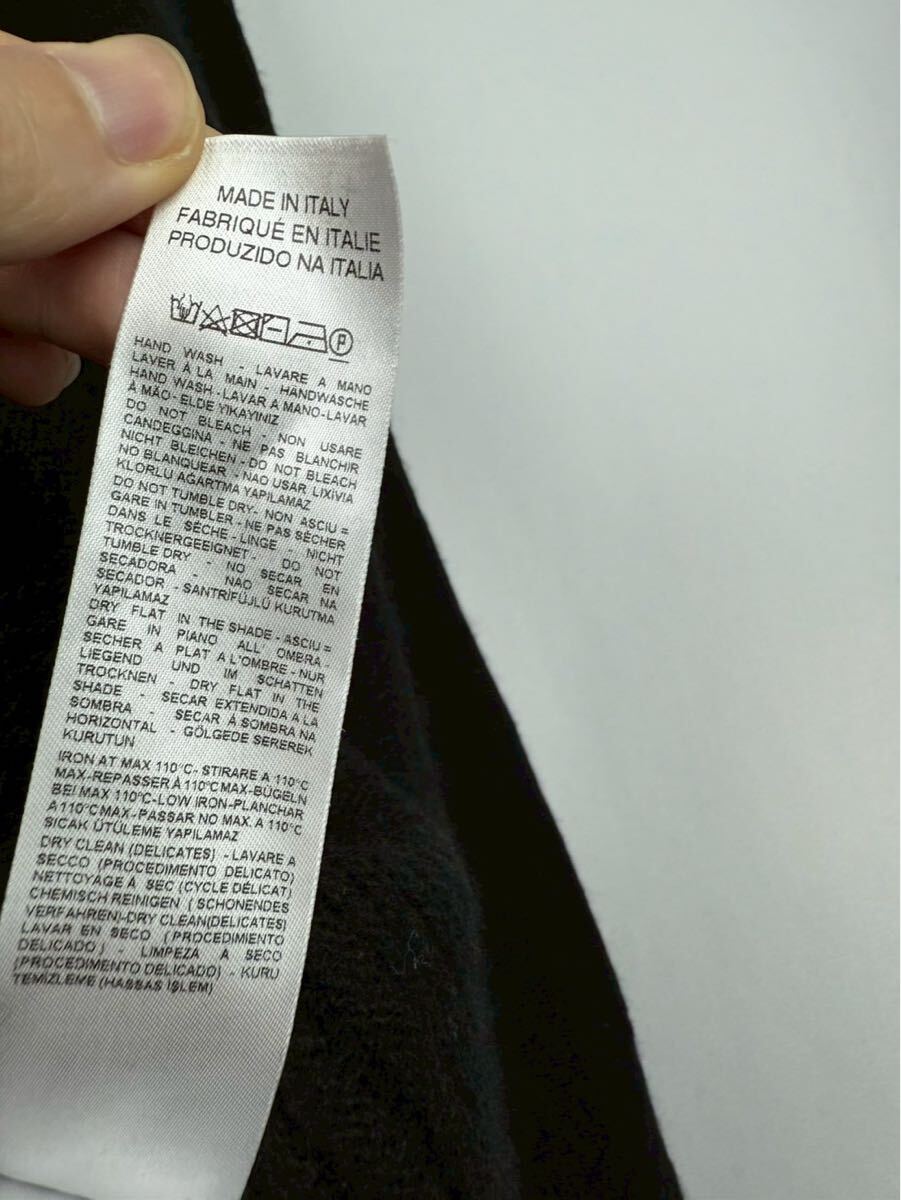 MADE IN ITALY
FABRIQUÉ EN ITALIE
PRODUZIDO NA ITALIA
P
HAND WASH - LAVARE A MANO
LAVER À LA MAIN - HANDWÄSCHE
HAND WASH - LAVAR A MANO-LAVAR
À MÃO- ELDE YIKAYINIZ
DO NOT BLEACH - NON USARE
CANDEGGINA - NE PAS BLANCHIR
NICHT BLEICHEN - DO NOT BLEACH
NO BLANQUEAR - NAO USAR LIXÍVIA
KLORLU AĞARTMA YAPILAMAZ
DO NOT TUMBLE DRY- NON ASCIU =
GARE IN TUMBLER - NE PAS SÉCHER
DANS LE SÈCHE - LINGE - NICHT
TROCKNERGEEIGNET - DO NOT
TUMBLE DRY - NO SECAR EN
SECADORA - NAO SECAR NA
SECADOR - SANTRİFÜJLÜ KURUTMA
YAPILAMAZ
DRY FLAT IN THE SHADE - ASCIU =
GARE IN PIANO ALL OMBRA -
SÉCHER À PLAT A L'OMBRE - NUR
LIEGEND UND IM SCHATTEN
TROCKNEN - DRY FLAT IN THE
SHADE - SECAR EXTENDIDA A LA
SOMBRA - SECAR Á SOMBRA NA
HORIZONTAL - GÖLGEDE SEREREK
KURUTUN
IRON AT MAX 110°C- STIRARE A 110°C
MAX-REPASSER À 110°C MAX-BÜGELN
BEI MAX 110°C-LOW IRON-PLANCHAR
A 110°C MAX-PASSAR NO MAX. A 110°C
SICAK ÜTÜLEME YAPILAMAZ
DRY CLEAN (DELICATES) - LAVARE A
SECCO (PROCEDIMENTO DELICATO)
NETTOYAGE À SEC (CYCLE DÉLICAT)
CHEMISCH REINIGEN ( SCHONENDES
VERFAHREN)-DRY CLEAN(DELICATES)
LAVAR EN SECO ( PROCEDIMIENTO
DELICADO ) - LIMPEZA À SECO
(PROCEDIMENTO DELICADO) - KURU
TEMİZLEME (HASSAS İŞLEM)